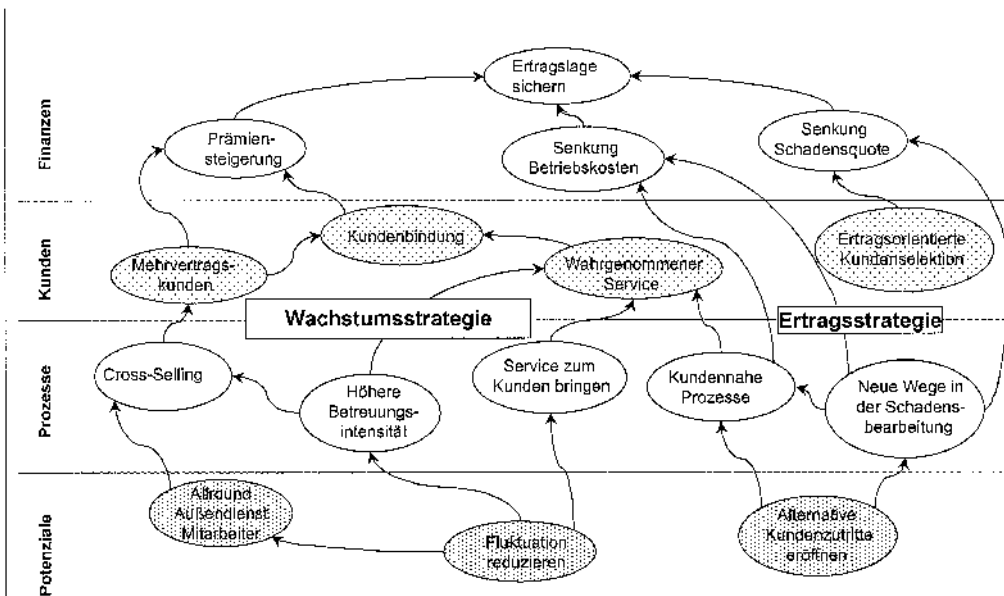 Finanzen
Ertragslage
sichern
Prämien-
steigerung
Senkung
Betriebskosten
Senkung
Schadensquote
Kunden
Mehrvertrags-
kunden
Kundenbindung
Wahrgenommener
Service
Ertragsorientierte
Kundenselektion
Wachstumsstrategie
Ertragsstrategie
Prozesse
Cross-Selling
Höhere
Betreuungs-
intensität
Service zum
Kunden bringen
Kundennahe
Prozesse
Neue Wege in
der Schadens-
bearbeitung
Potenziale
Allround
Außendienst
Mitarbeiter
Fluktuation
reduzieren
Alternative
Kundenzutritte
eröffnen